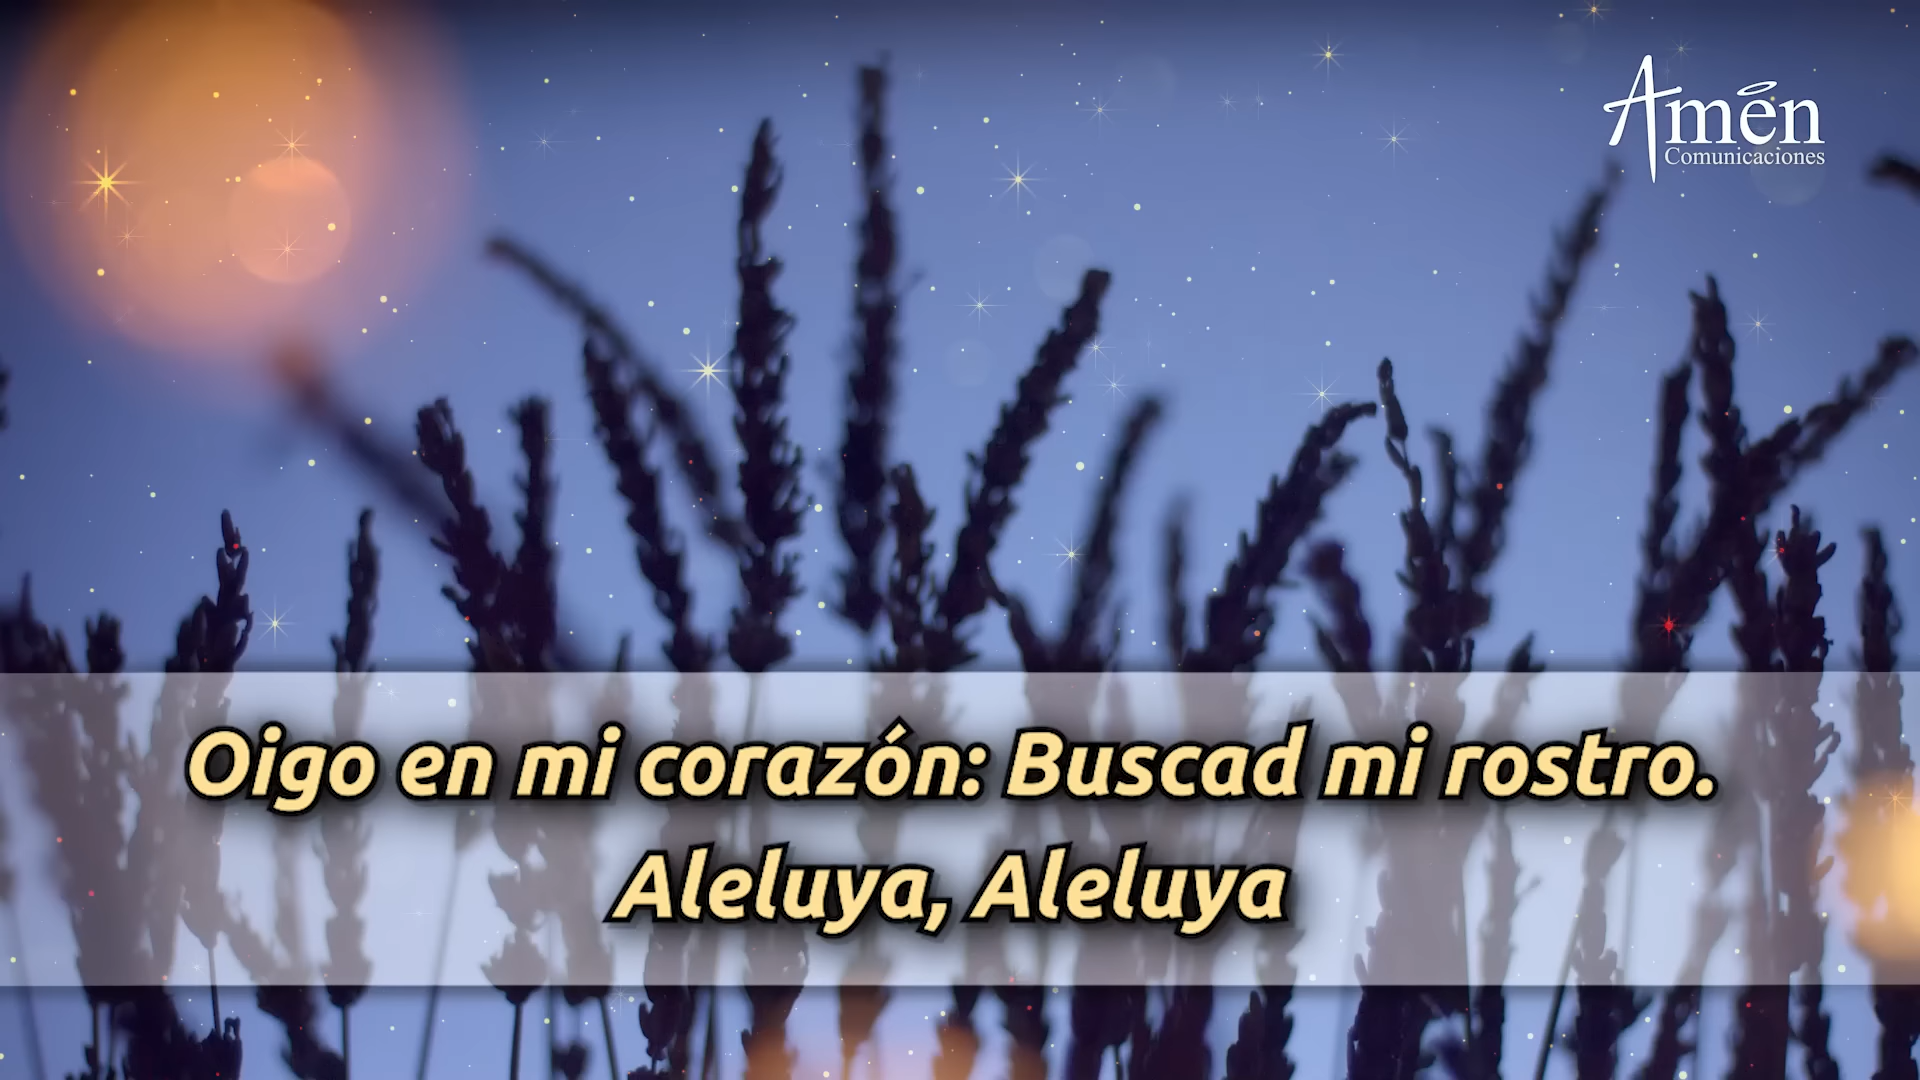 Amén
Comunicaciones
Oigo en mi corazón: Buscad mi rostro.
Aleluya, Aleluya